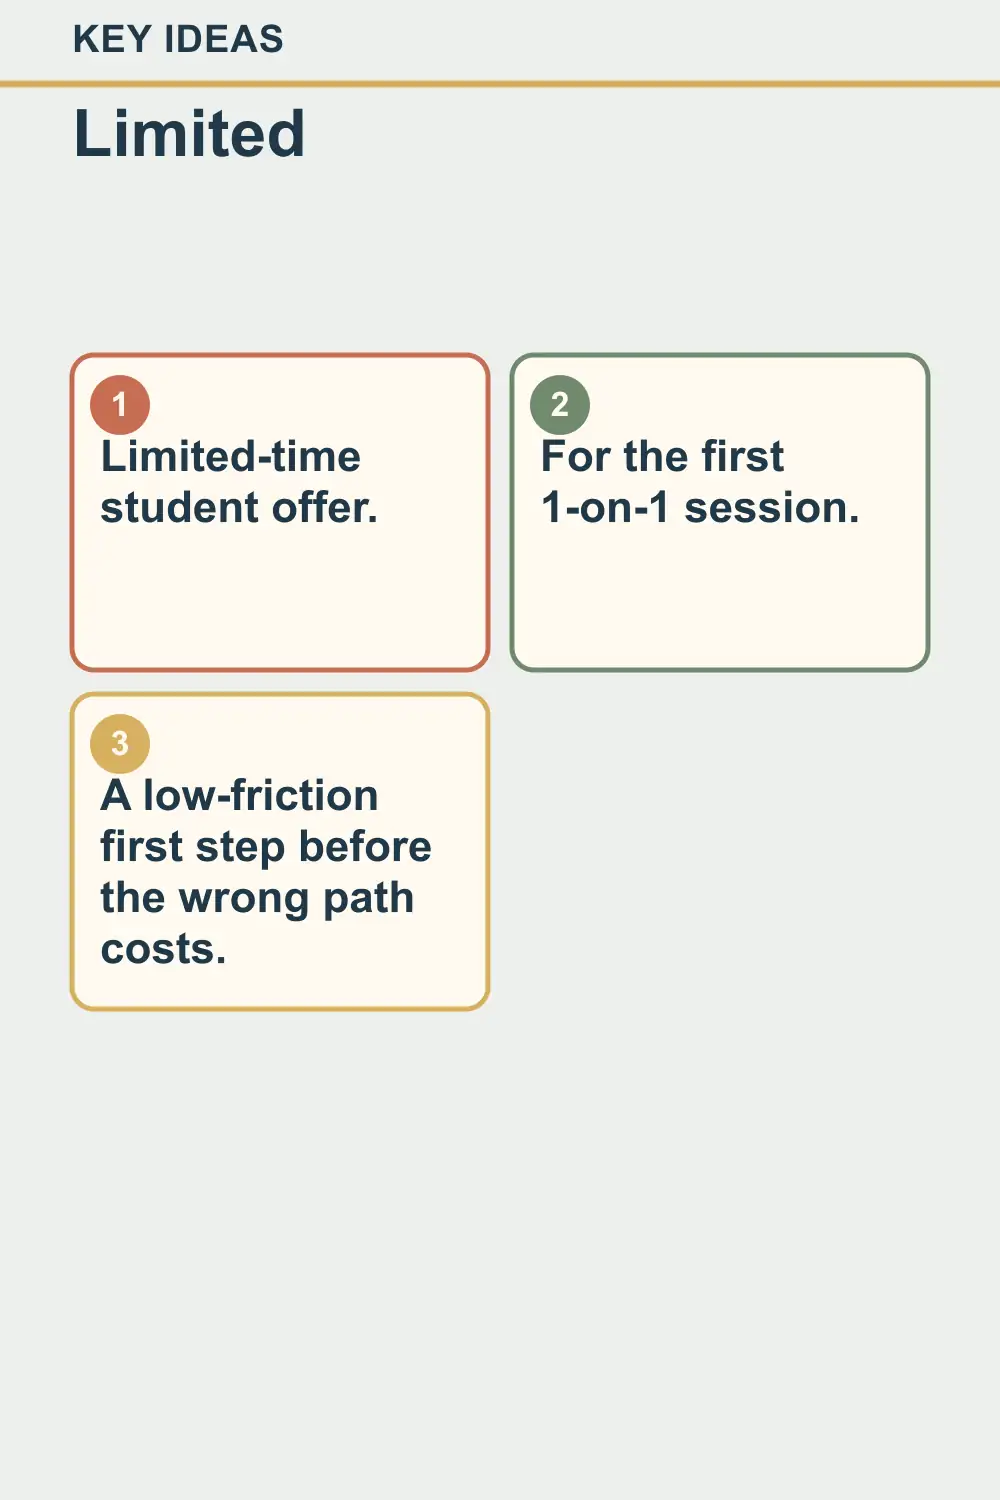 KEY IDEAS
Limited
1
Limited-time
student offer.
2
For the first
1-on-1 session.
3
A low-friction
first step before
the wrong path
costs.